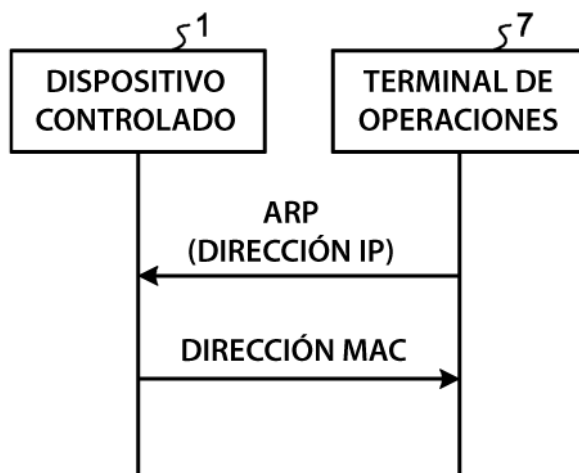 1
7
DISPOSITIVO
CONTROLADO
TERMINAL DE
OPERACIONES
ARP
(DIRECCIÓN IP)
DIRECCIÓN MAC